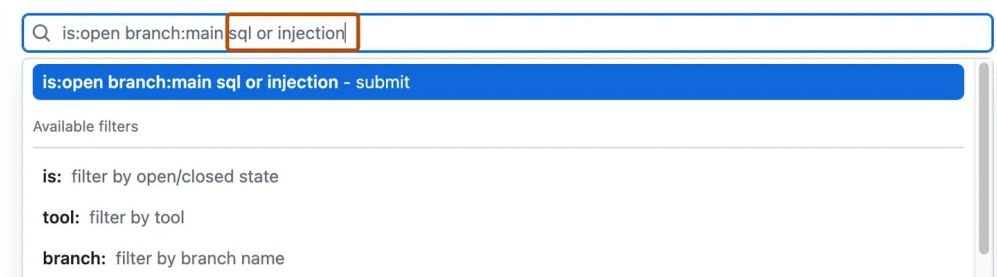 is:open branch:main sql or injection
is:open branch:main sql or injection - submit
Available filters
is: filter by open/closed state
tool: filter by tool
branch: filter by branch name